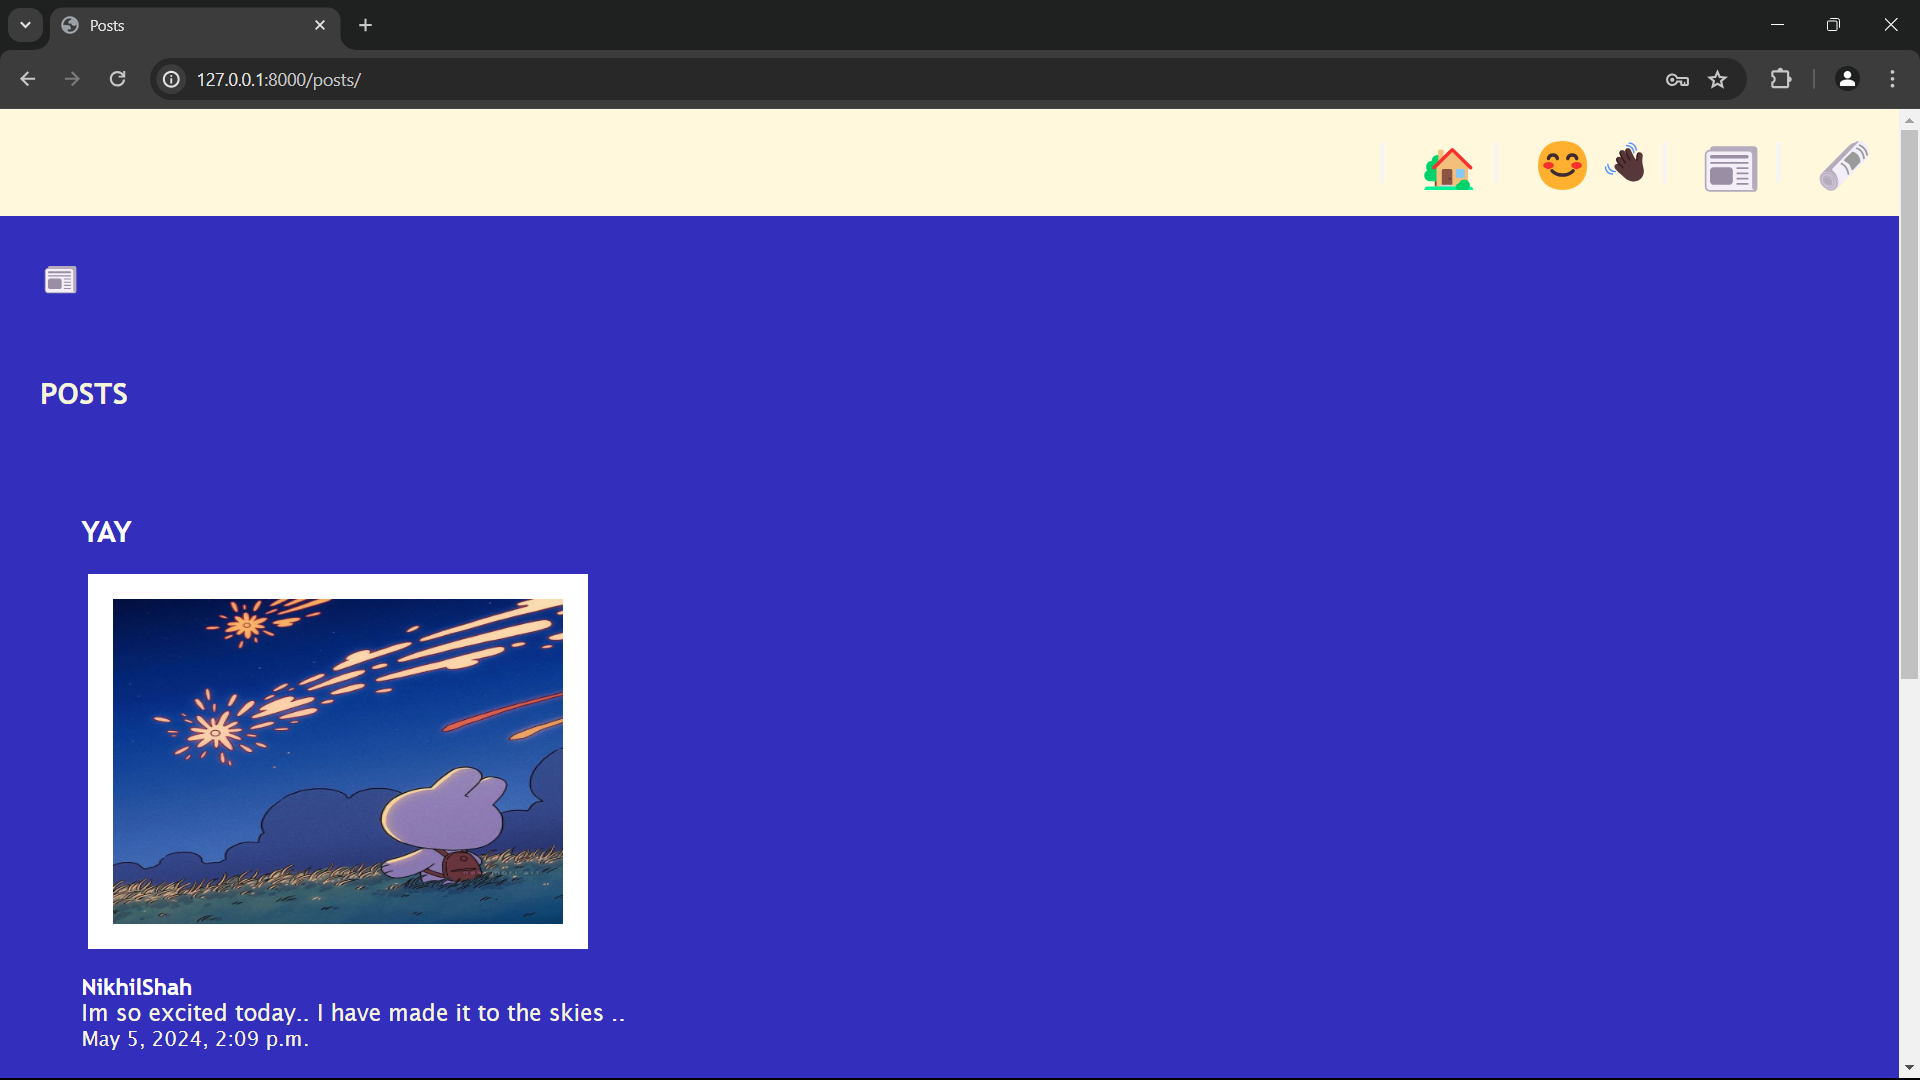 Posts
127.0.0.1:8000/posts/
POSTS
YAY
NikhilShah
Im so excited today.. I have made it to the skies ..
May 5, 2024, 2:09 p.m.